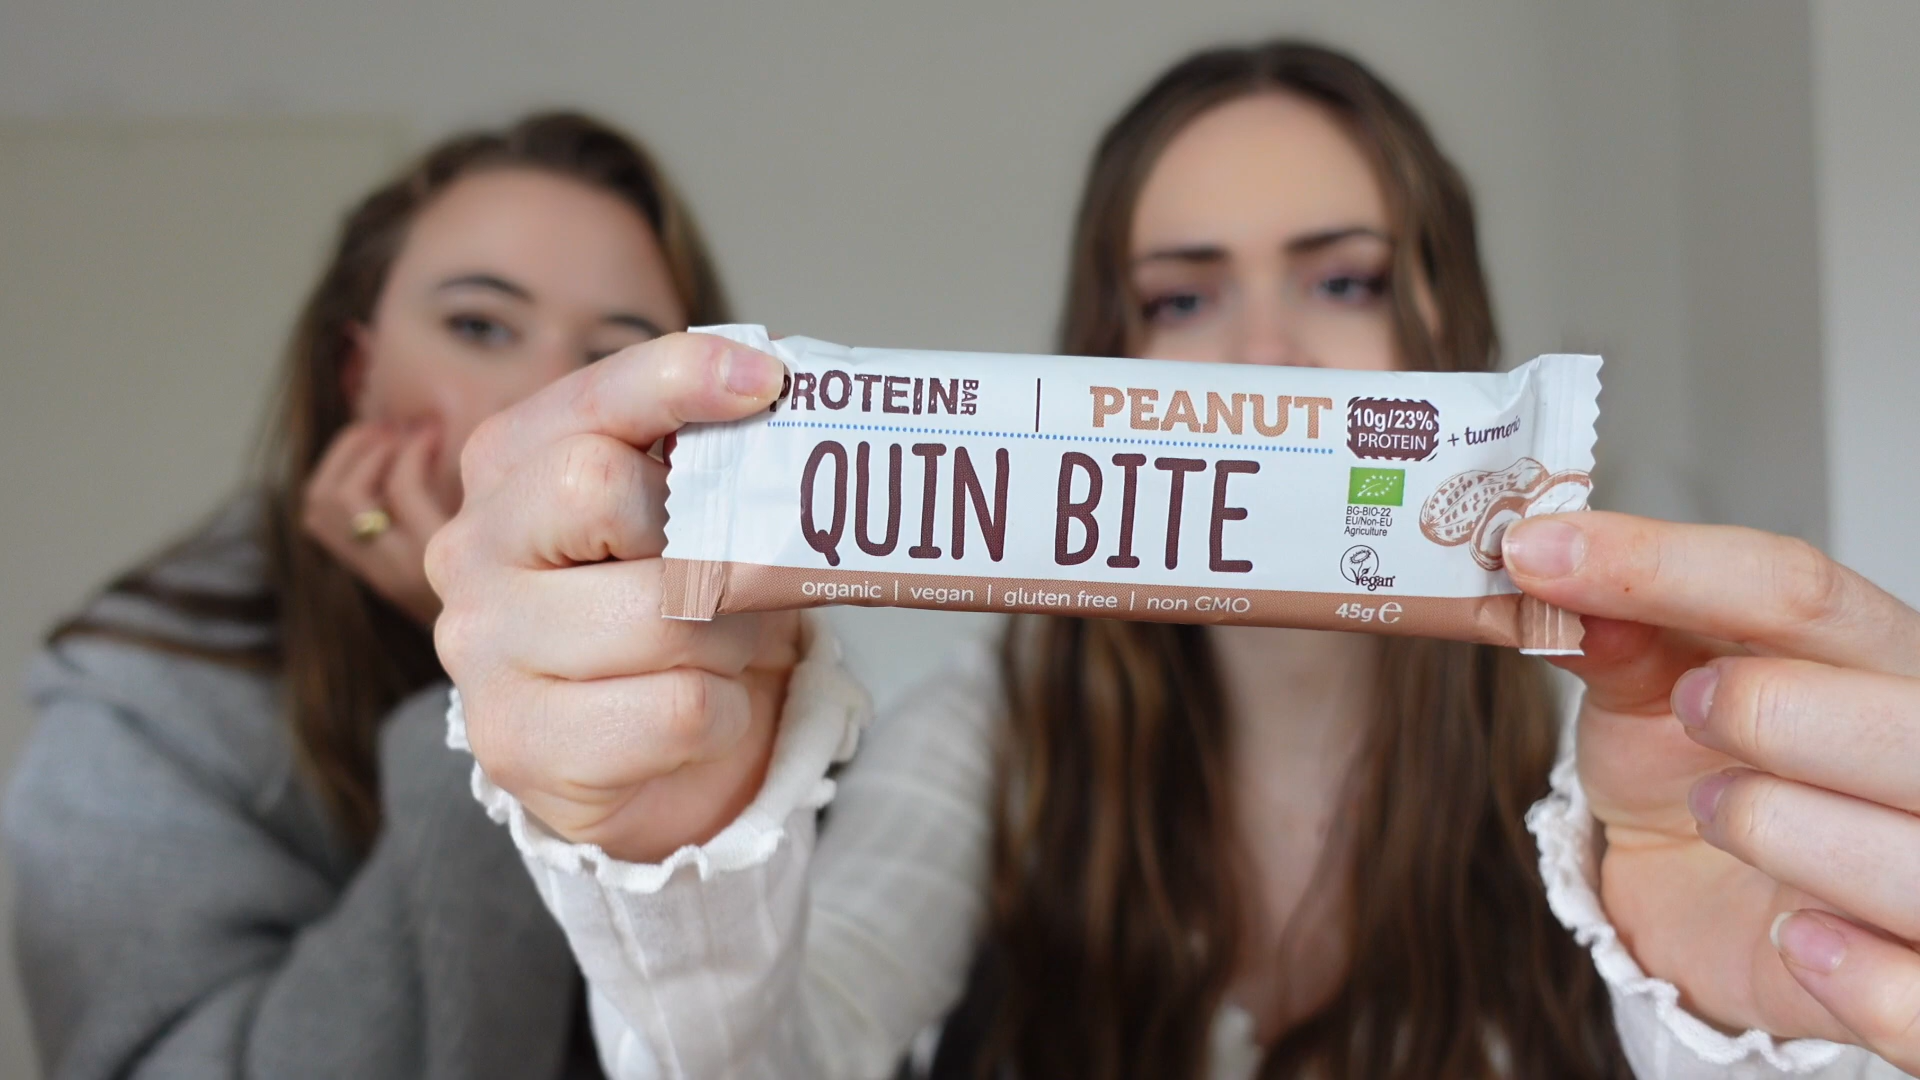 PROTEIN BAR
PEANUT
10g/23%
PROTEIN
+ turmeric
QUIN BITE
BG-BIO-22
EU/Non-EU
Agriculture
Vegan
organic | vegan | gluten free | non GMO
45g ℮